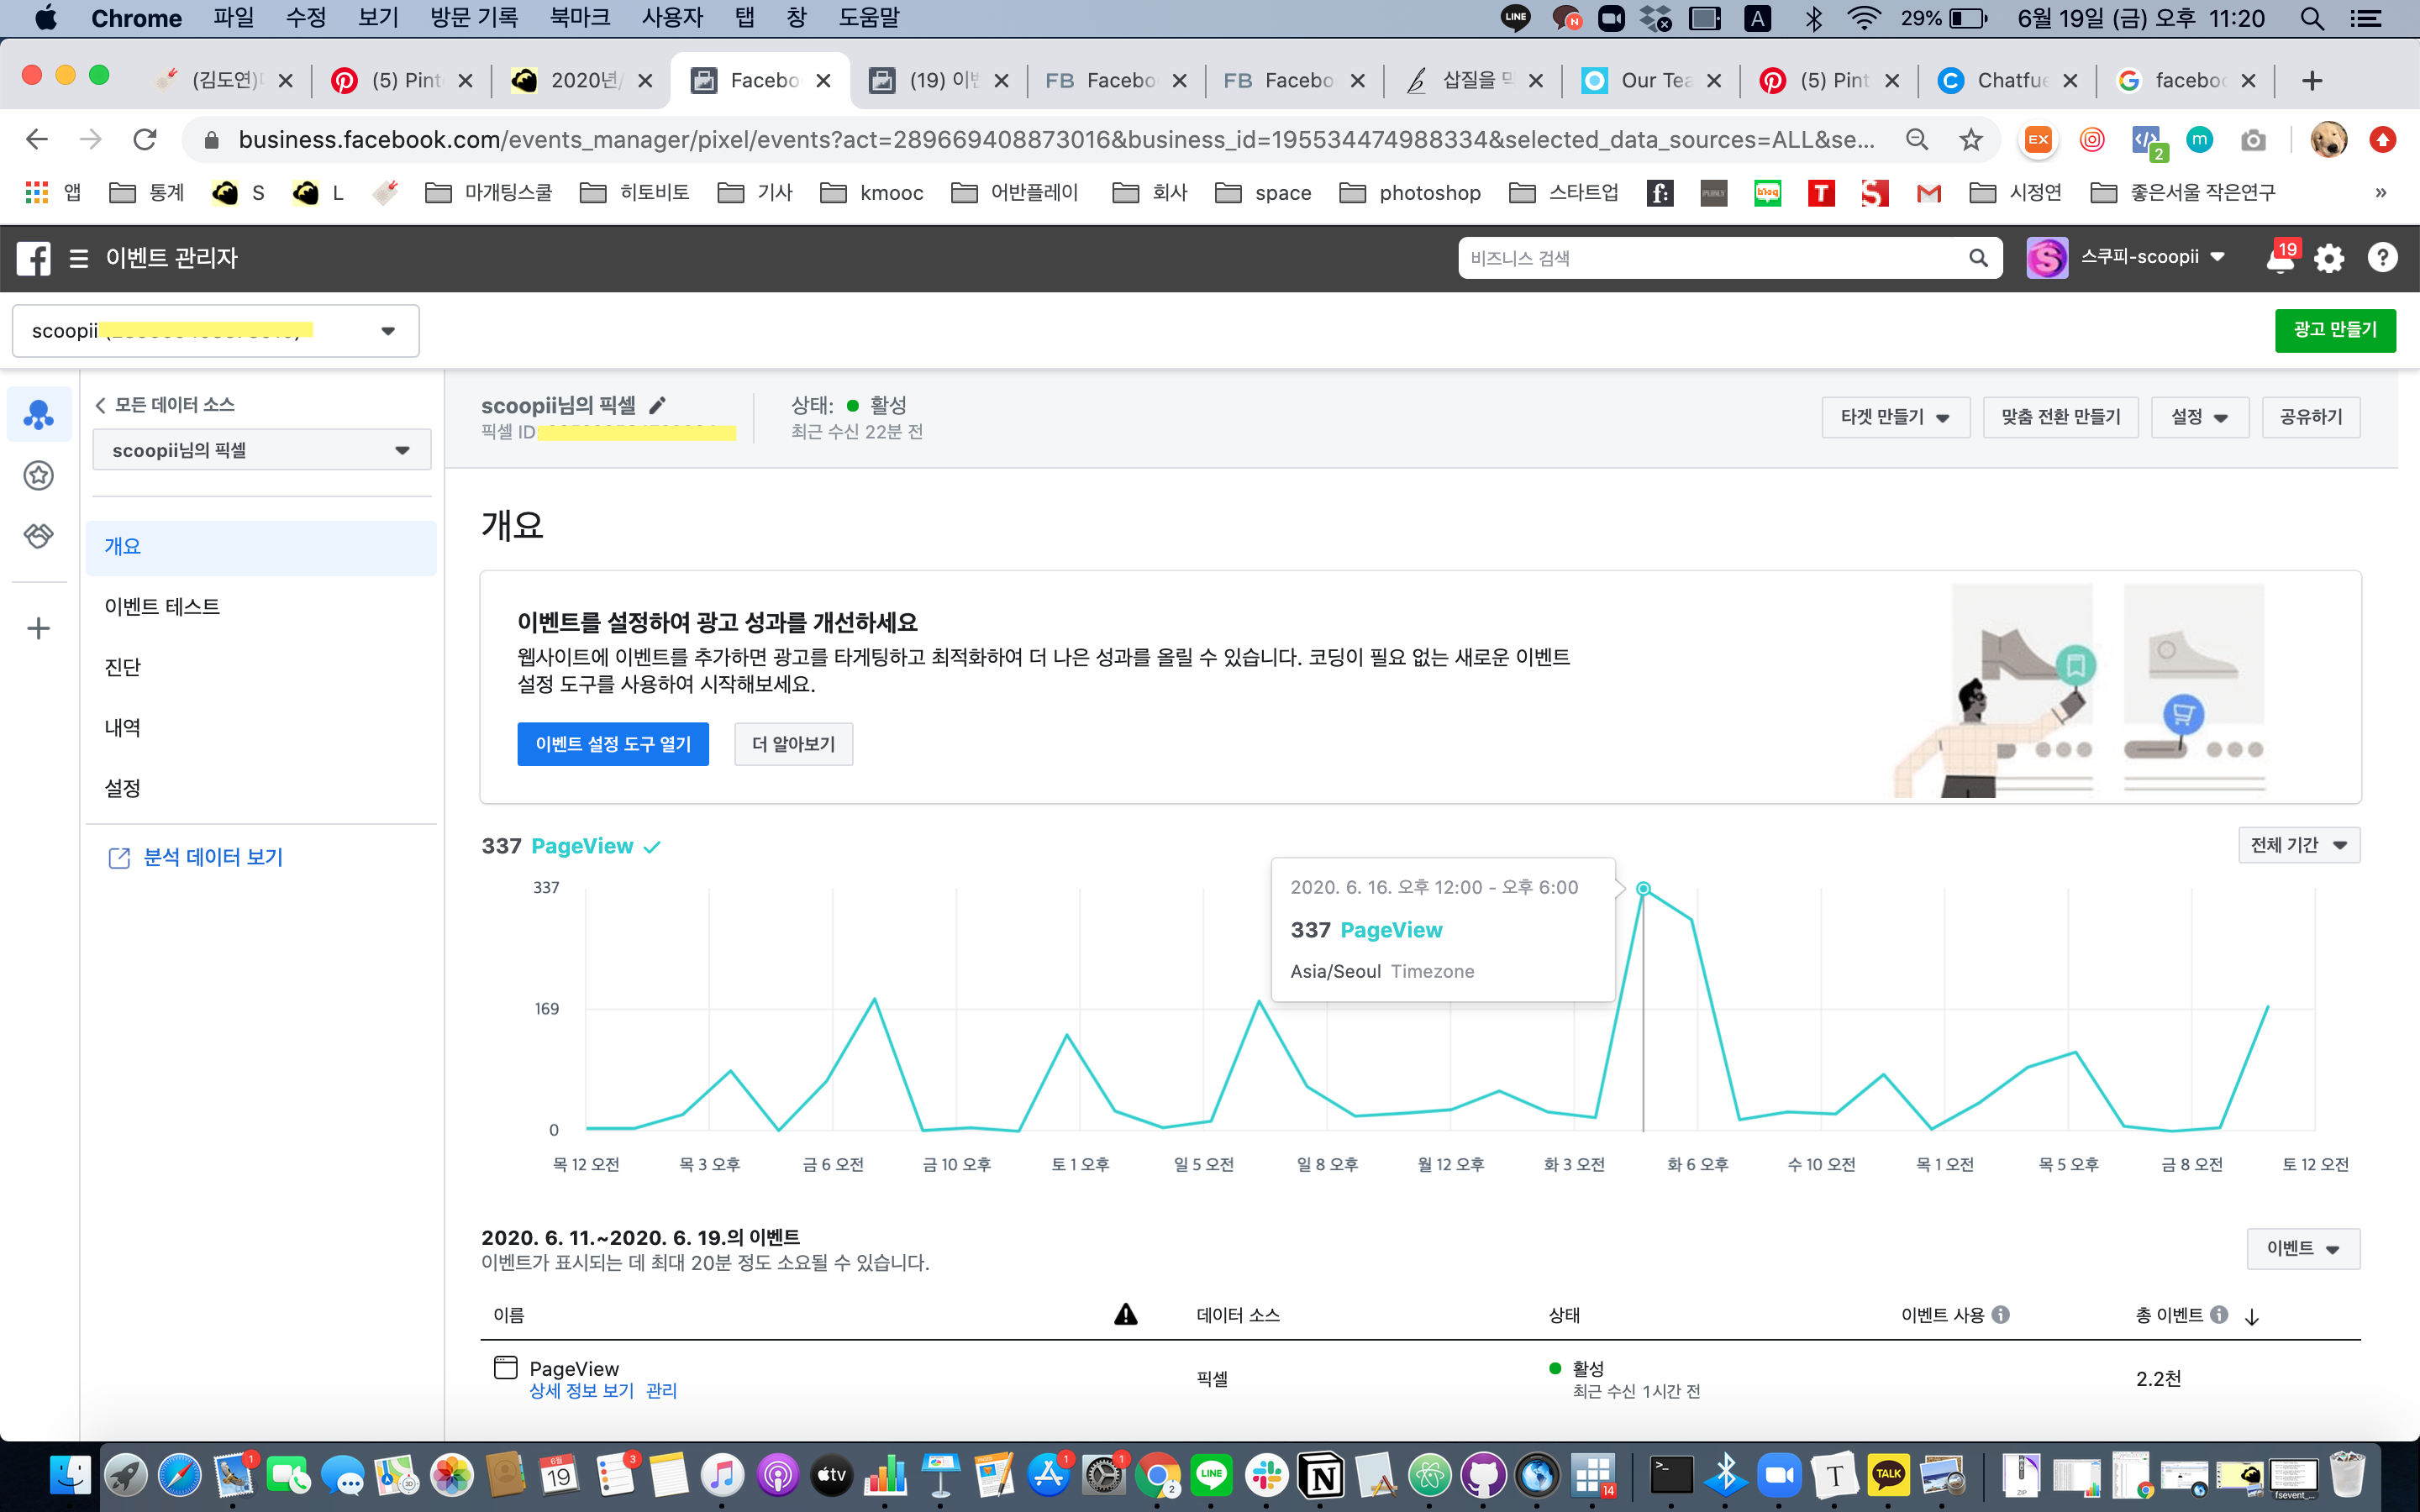 Chrome 파일 수정 보기 방문 기록 북마크 사용자 탭 창 도움말
LINE N A 29% 6월 19일 (금) 오후 11:20
(김도연) (5) Pint 2020년/ Facebo (19) 이벤 FB Facebo FB Facebo 삽질을 Our Tea (5) Pint Chatfue faceboo
business.facebook.com/events_manager/pixel/events?act=289669408873016&business_id=195534474988334&selected_data_sources=ALL&se...
EX 2 m
앱 통계 S L 마개팅스쿨 히토비토 기사 kmooc 어반플레이 회사 space photoshop 스타트업 f: PUBLY blog T S 시정연 좋은서울 작은연구 »
이벤트 관리자
비즈니스 검색
스쿠피-scoopii
19
scoopii
광고 만들기
모든 데이터 소스
scoopii님의 픽셀
개요
이벤트 테스트
진단
내역
설정
분석 데이터 보기
scoopii님의 픽셀
픽셀 ID
상태: 활성
최근 수신 22분 전
타겟 만들기
맞춤 전환 만들기
설정
공유하기
개요
이벤트를 설정하여 광고 성과를 개선하세요
웹사이트에 이벤트를 추가하면 광고를 타게팅하고 최적화하여 더 나은 성과를 올릴 수 있습니다. 코딩이 필요 없는 새로운 이벤트
설정 도구를 사용하여 시작해보세요.
이벤트 설정 도구 열기
더 알아보기
337 PageView
전체 기간
2020. 6. 16. 오후 12:00 - 오후 6:00
337 PageView
Asia/Seoul Timezone
337
169
0
목 12 오전 목 3 오후 금 6 오전 금 10 오후 토 1 오후 일 5 오전 일 8 오후 월 12 오후 화 3 오전 화 6 오후 수 10 오전 목 1 오전 목 5 오후 금 8 오전 토 12 오전
2020. 6. 11.~2020. 6. 19.의 이벤트
이벤트가 표시되는 데 최대 20분 정도 소요될 수 있습니다.
이벤트
이름 데이터 소스 상태 이벤트 사용 총 이벤트
PageView
상세 정보 보기 관리
픽셀
활성
최근 수신 1시간 전
2.2천
1 6월 19 3 tv 1 1 2 LINE N 14 >_ T TALK ZIP fsevent_...